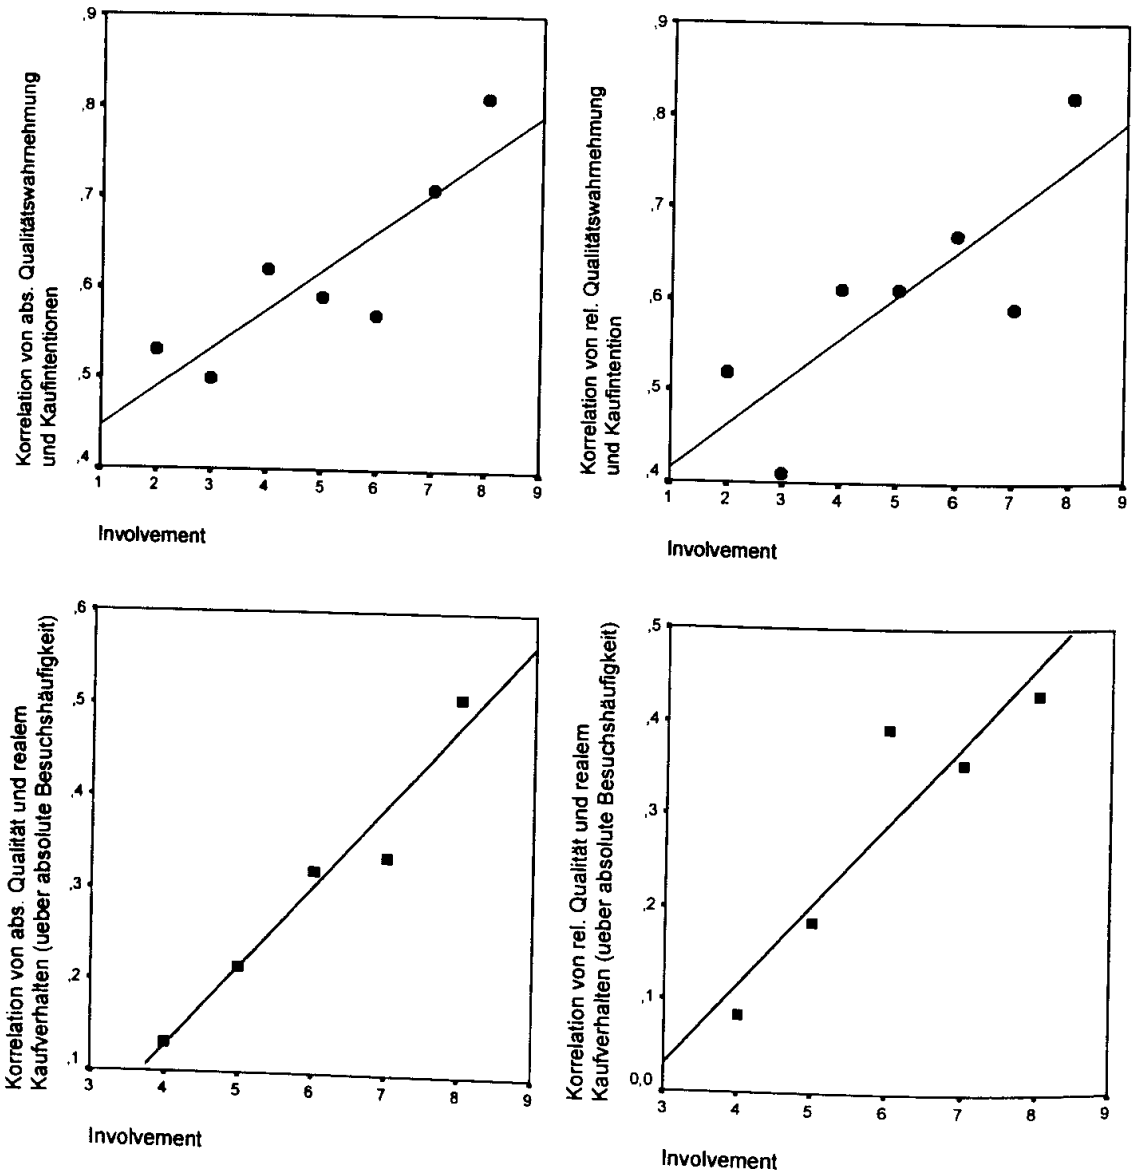 Korrelation von abs. Qualitätswahrnehmung
und Kaufintentionen
,9
,8
,7
,6
,5
,4
1 2 3 4 5 6 7 8 9
Involvement
Korrelation von rel. Qualitätswahrnehmung
und Kaufintention
,9
,8
,7
,6
,5
,4
1 2 3 4 5 6 7 8 9
Involvement
Korrelation von abs. Qualität und realem
Kaufverhalten (ueber absolute Besuchshäufigkeit)
,6
,5
,4
,3
,2
,1
3 4 5 6 7 8 9
Involvement
Korrelation von rel. Qualität und realem
Kaufverhalten (ueber absolute Besuchshäufigkeit)
,5
,4
,3
,2
,1
0,0
3 4 5 6 7 8 9
Involvement